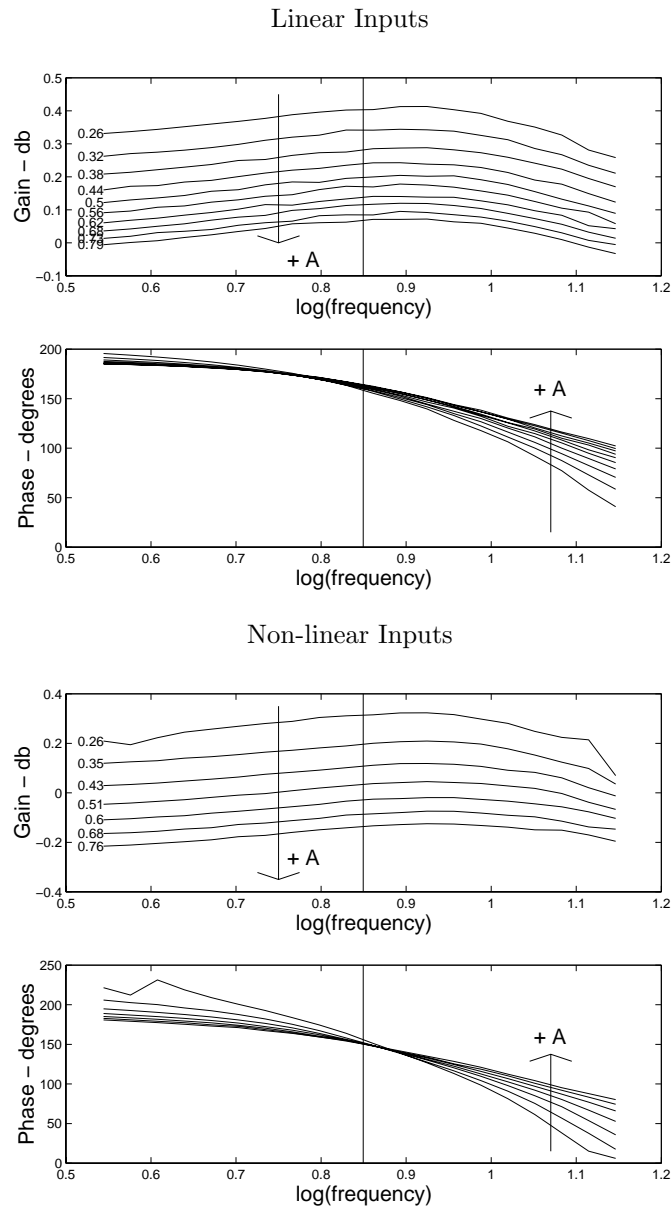 Linear Inputs
0.5
0.4
0.3
0.2
0.1
0
−0.1
Gain − db
0.26
0.32
0.38
0.44
0.5
0.56
0.62
0.68
0.73
0.79
+ A
0.5 0.6 0.7 0.8 0.9 1 1.1 1.2
log(frequency)
200
150
100
50
0
Phase − degrees
+ A
0.5 0.6 0.7 0.8 0.9 1 1.1 1.2
log(frequency)
Non-linear Inputs
0.4
0.2
0
−0.2
−0.4
Gain − db
0.26
0.35
0.43
0.51
0.6
0.68
0.76
+ A
0.5 0.6 0.7 0.8 0.9 1 1.1 1.2
log(frequency)
250
200
150
100
50
0
Phase − degrees
+ A
0.5 0.6 0.7 0.8 0.9 1 1.1 1.2
log(frequency)